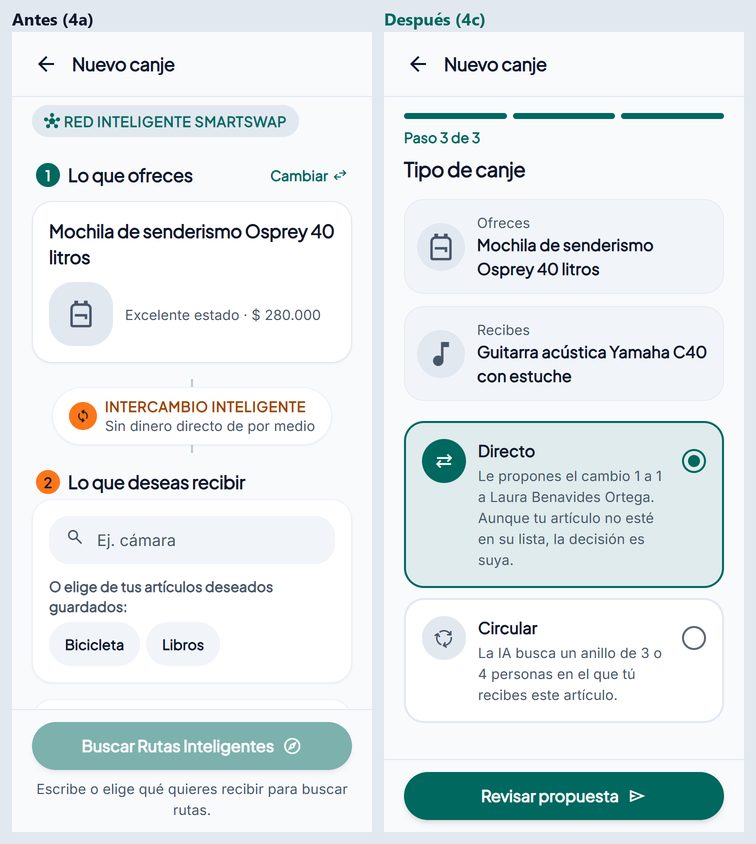 Antes (4a)
Nuevo canje
RED INTELIGENTE SMARTSWAP
1 Lo que ofreces
Cambiar
Mochila de senderismo Osprey 40
litros
Excelente estado · $ 280.000
INTERCAMBIO INTELIGENTE
Sin dinero directo de por medio
2 Lo que deseas recibir
Ej. cámara
O elige de tus artículos deseados
guardados:
Bicicleta
Libros
Buscar Rutas Inteligentes
Escribe o elige qué quieres recibir para buscar
rutas.
Después (4c)
Nuevo canje
Paso 3 de 3
Tipo de canje
Ofreces
Mochila de senderismo
Osprey 40 litros
Recibes
Guitarra acústica Yamaha C40
con estuche
Directo
Le propones el cambio 1 a 1
a Laura Benavides Ortega.
Aunque tu artículo no esté
en su lista, la decisión es
suya.
Circular
La IA busca un anillo de 3 o
4 personas en el que tú
recibes este artículo.
Revisar propuesta